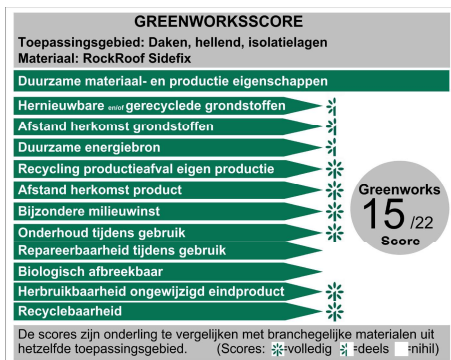 GREENWORKSSCORE
Toepassingsgebied: Daken, hellend, isolatielagen
Materiaal: RockRoof Sidefix
Duurzame materiaal- en productie eigenschappen
Hernieuwbare en/of gerecyclede grondstoffen
Afstand herkomst grondstoffen
Duurzame energiebron
Recycling productieafval eigen productie
Afstand herkomst product
Bijzondere milieuwinst
Onderhoud tijdens gebruik
Repareerbaarheid tijdens gebruik
Biologisch afbreekbaar
Herbruikbaarheid ongewijzigd eindproduct
Recyclebaarheid
Greenworks
15 /22
Score
De scores zijn onderling te vergelijken met branchegelijke materialen uit
hetzelfde toepassingsgebied. (Scores: =volledig =deels =nihil)